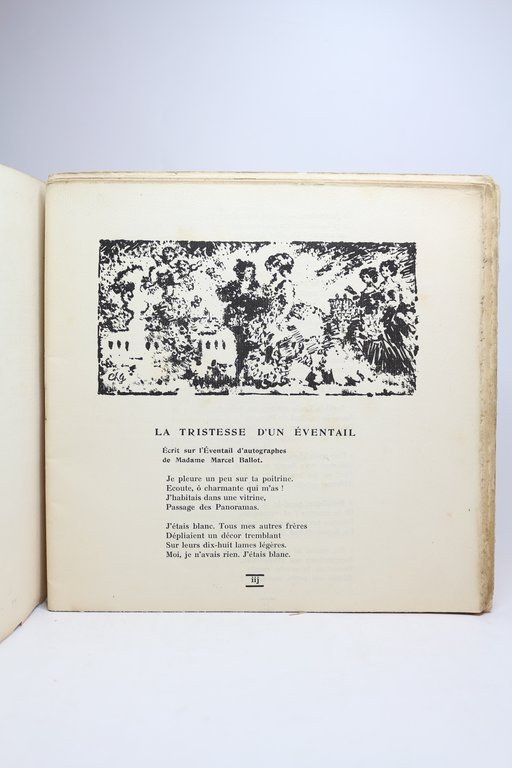 LA TRISTESSE D'UN ÉVENTAIL
Écrit sur l'Éventail d'autographes
de Madame Marcel Ballot.
Je pleure un peu sur ta poitrine.
Ecoute, ô charmante qui m'as !
J'habitais dans une vitrine,
Passage des Panoramas.
J'étais blanc. Tous mes autres frères
Dépliaient un décor tremblant
Sur leurs dix-huit lames légères.
Moi, je n'avais rien. J'étais blanc.
iij